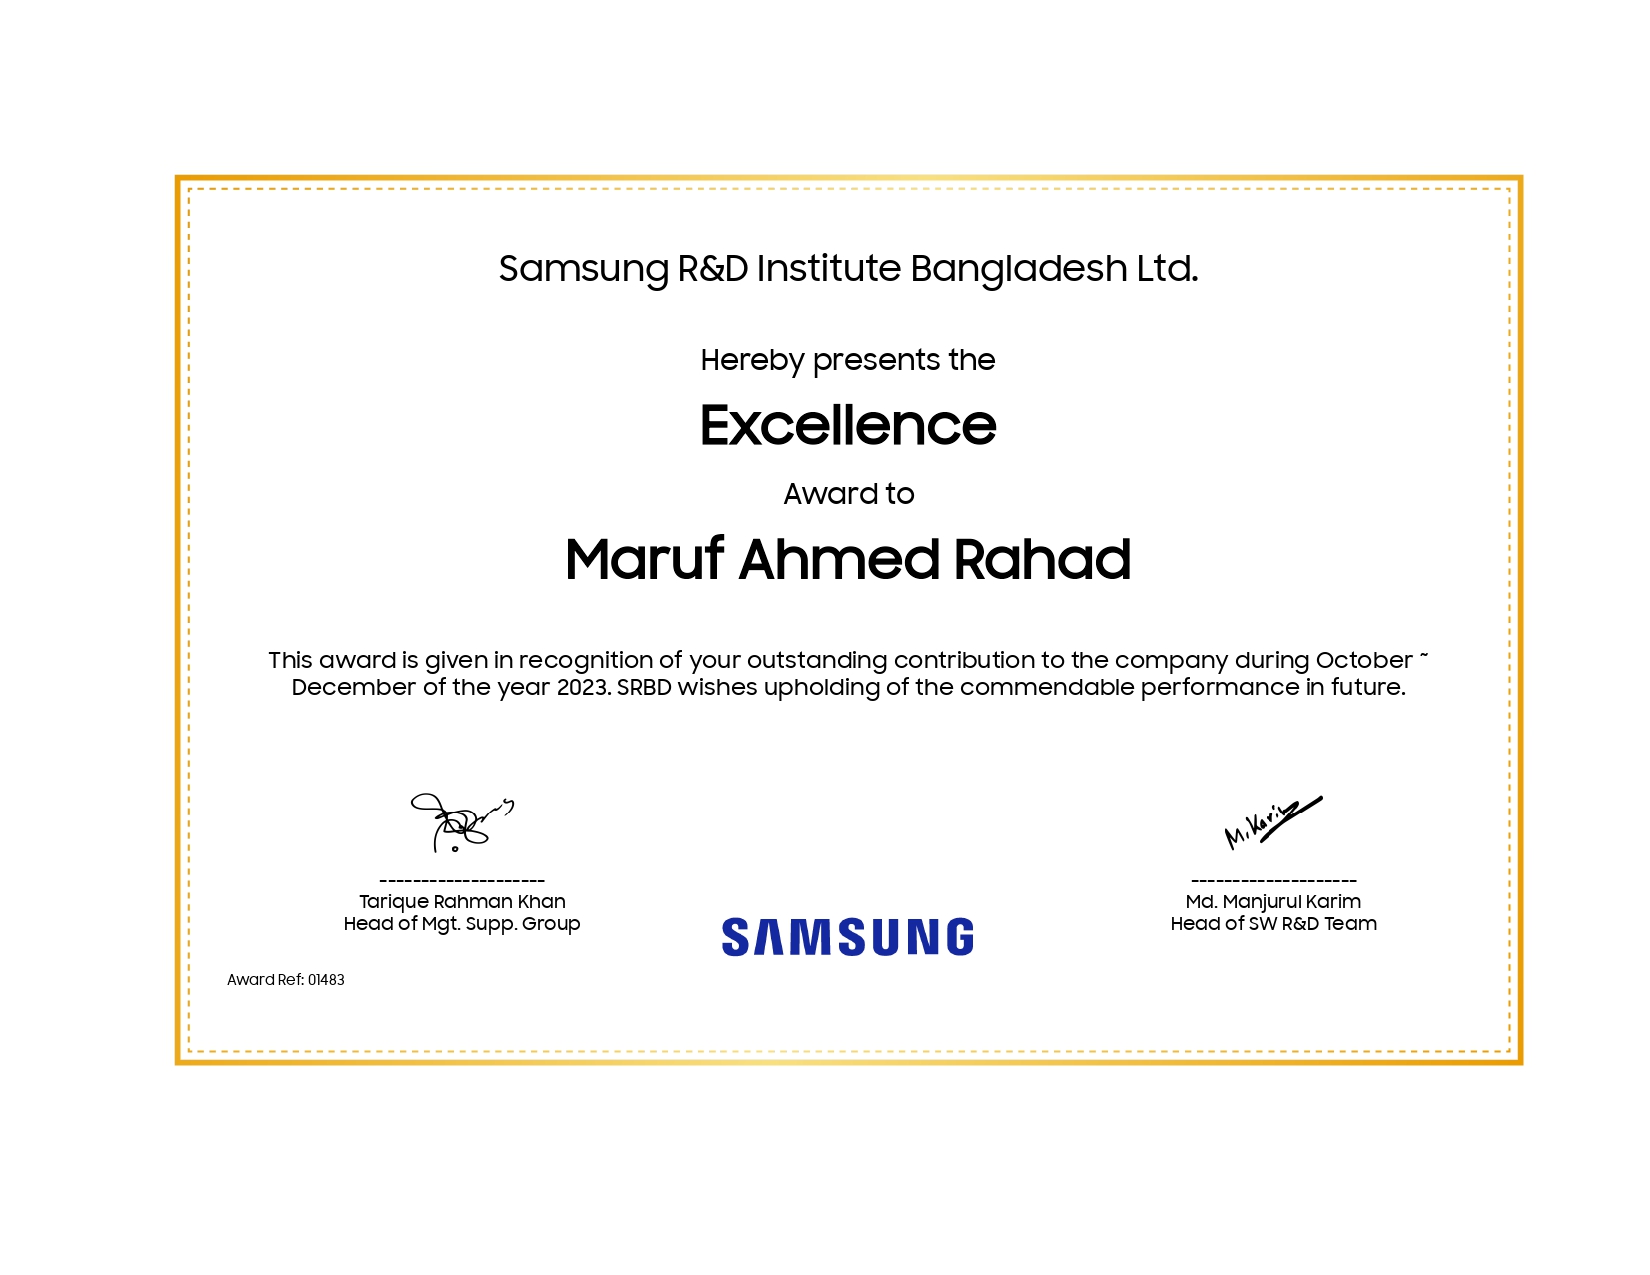 Samsung R&D Institute Bangladesh Ltd.
Hereby presents the
Excellence
Award to
Maruf Ahmed Rahad
This award is given in recognition of your outstanding contribution to the company during October ~
December of the year 2023. SRBD wishes upholding of the commendable performance in future.
M. Karim
--------------------
Tarique Rahman Khan
Head of Mgt. Supp. Group
--------------------
Md. Manjurul Karim
Head of SW R&D Team
SAMSUNG
Award Ref: 01483